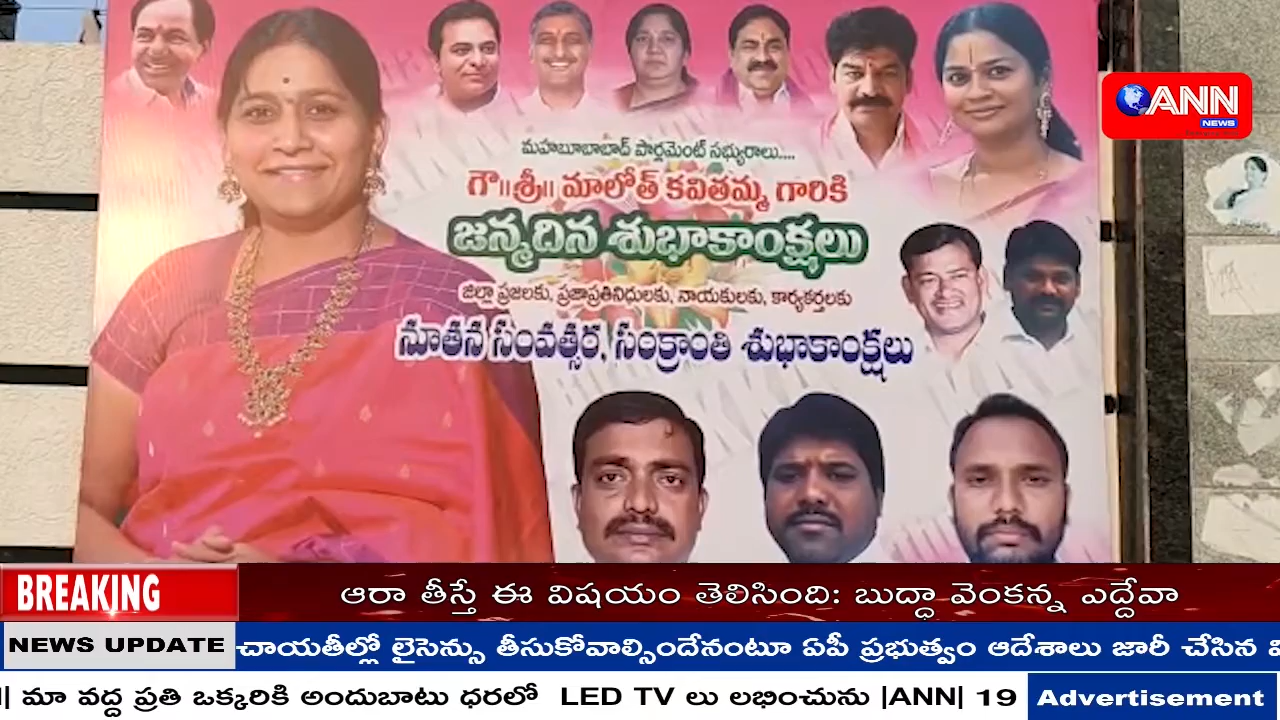 మహబూబాబాద్ పార్లమెంట్ సభ్యురాలు....
గౌ||శ్రీ|| మాలోత్ కవితమ్మ గారికి
జన్మదిన శుభాకాంక్షలు
జిల్లా ప్రజలకు, ప్రజాప్రతినిధులకు, నాయకులకు, కార్యకర్తలకు
నూతన సంవత్సర, సంక్రాంతి శుభాకాంక్షలు
ANN
NEWS
BREAKING
ఆరా తీస్తే ఈ విషయం తెలిసింది: బుద్ధా వెంకన్న ఎద్దేవా
NEWS UPDATE
చాయతీల్లో లైసెన్సు తీసుకోవాల్సిందేనంటూ ఏపీ ప్రభుత్వం ఆదేశాలు జారీ చేసిన
| మా వద్ద ప్రతి ఒక్కరికి అందుబాటు ధరలో LED TV లు లభించును |ANN| 19
Advertisement